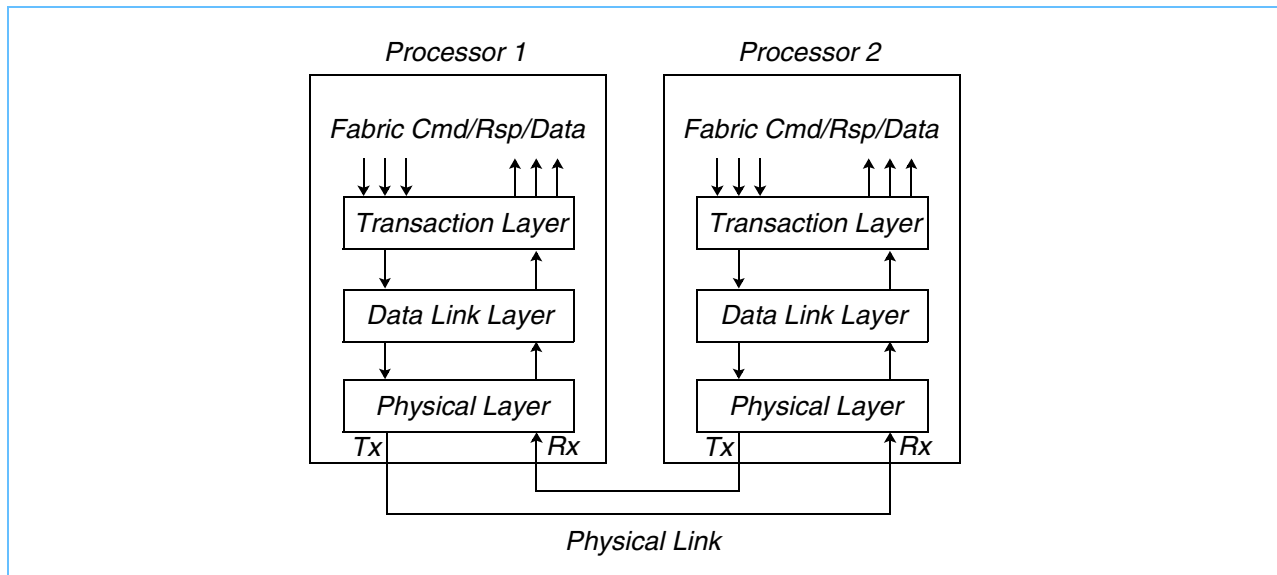 Processor 1
Processor 2
Fabric Cmd/Rsp/Data
Fabric Cmd/Rsp/Data
Transaction Layer
Transaction Layer
Data Link Layer
Data Link Layer
Physical Layer
Physical Layer
Tx
Rx
Tx
Rx
Physical Link